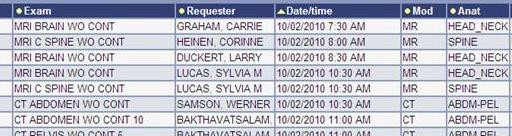 Exam Requester Date/time Mod Anat
MRI BRAIN WO CONT GRAHAM, CARRIE 10/02/2010 7:30 AM MR HEAD_NECK
MRI C SPINE WO CONT HEINEN, CORINNE 10/02/2010 8:00 AM MR SPINE
MRI BRAIN WO CONT DUCKERT, LARRY 10/02/2010 8:30 AM MR HEAD_NECK
MRI BRAIN WO CONT LUCAS, SYLVIA M 10/02/2010 10:30 AM MR HEAD_NECK
MRI C SPINE WO CONT LUCAS, SYLVIA M 10/02/2010 10:30 AM MR SPINE
CT ABDOMEN WO CONT SAMSON, WERNER 10/02/2010 10:30 AM CT ABDM-PEL
CT ABDOMEN WO CONT 10 BAKTHAVATSALAM, 10/02/2010 11:00 AM CT ABDM-PEL
CT PELVIS WO CONT 5 BAKTHAVATSALAM, 10/02/2010 11:00 AM CT ABDM-PEL